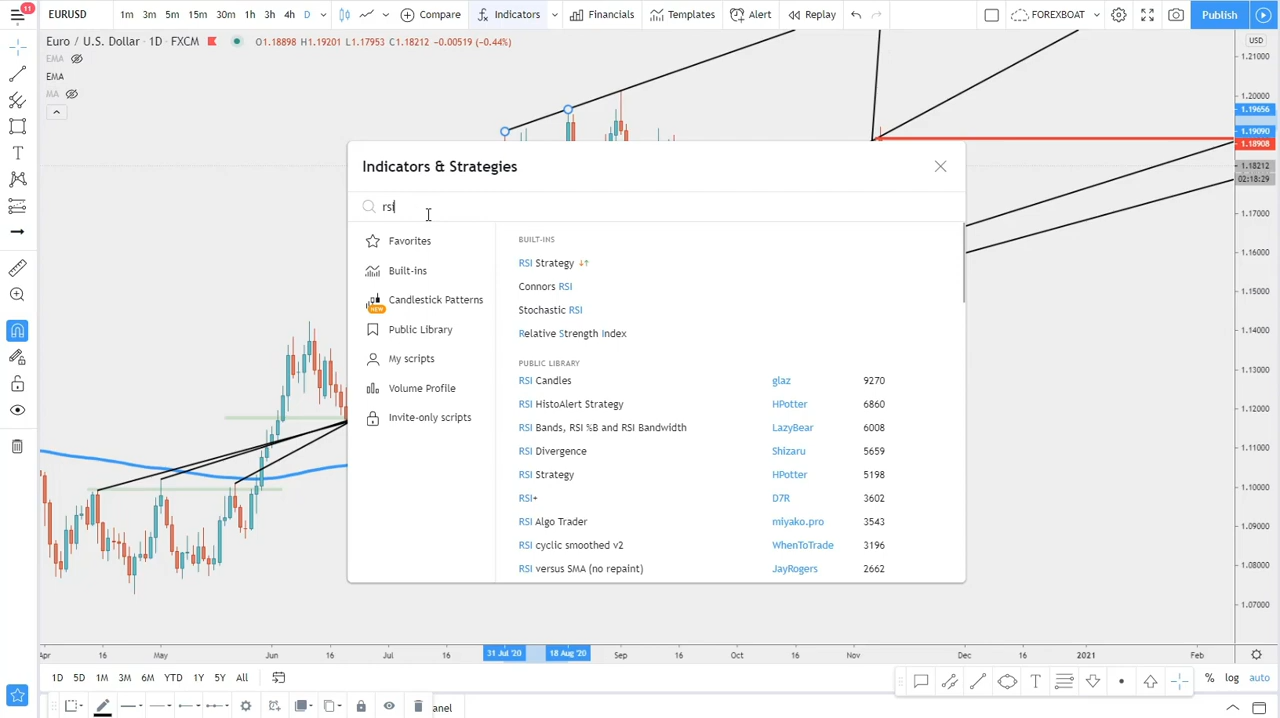 11
EURUSD 1m 3m 5m 15m 30m 1h 3h 4h D Compare Indicators Financials Templates Alert Replay FOREXBOAT Publish
Euro / U.S. Dollar · 1D · FXCM O1.18898 H1.19201 L1.17953 C1.18212 -0.00519 (-0.44%)
EMA
EMA
MA
USD
1.21000
1.20000
1.19656
1.19090
1.18908
1.18212
02:18:29
1.17000
1.16000
1.15000
1.14000
1.13000
1.12000
1.11000
1.10000
1.09000
1.08000
1.07000
Indicators & Strategies
rsi
Favorites
Built-ins
Candlestick Patterns
NEW
Public Library
My scripts
Volume Profile
Invite-only scripts
BUILT-INS
RSI Strategy
Connors RSI
Stochastic RSI
Relative Strength Index
PUBLIC LIBRARY
RSI Candles glaz 9270
RSI HistoAlert Strategy HPotter 6860
RSI Bands, RSI %B and RSI Bandwidth LazyBear 6008
RSI Divergence Shizaru 5659
RSI Strategy HPotter 5198
RSI+ D7R 3602
RSI Algo Trader miyako.pro 3543
RSI cyclic smoothed v2 WhenToTrade 3196
RSI versus SMA (no repaint) JayRogers 2662
Apr 16 May Jun Jul 16 31 Jul '20 18 Aug '20 Sep 16 Oct 16 Nov Dec 16 2021 Feb
1D 5D 1M 3M 6M YTD 1Y 5Y All T % log auto
anel